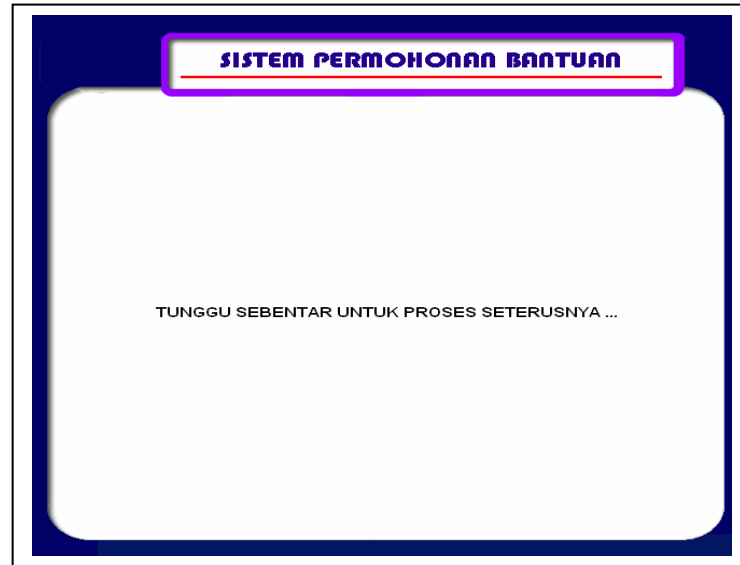 SISTEM PERMOHONAN BANTUAN
TUNGGU SEBENTAR UNTUK PROSES SETERUSNYA ...